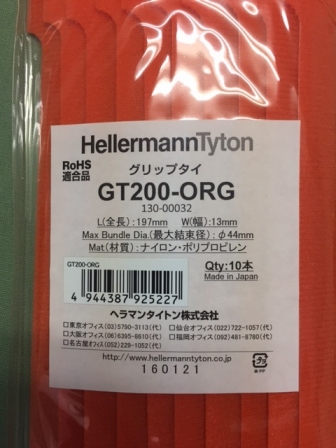 HellermannTyton
RoHS
適合品
グリップタイ
GT200-ORG
130-00032
L(全長):197mm W(幅):13mm
Max Bundle Dia.(最大結束径):φ44mm
Mat(材質):ナイロン・ポリプロピレン
GT200-ORG
Qty:10本
Made in Japan
4 944387 925227
ヘラマンタイトン株式会社
□東京オフィス(03)5790-3113(代) □仙台オフィス(022)722-1057(代)
□大阪オフィス(06)6395-8610(代) □福岡オフィス(092)481-8780(代)
□名古屋オフィス(052)229-1052(代)
http://www.hellermanntyton.co.jp
160121